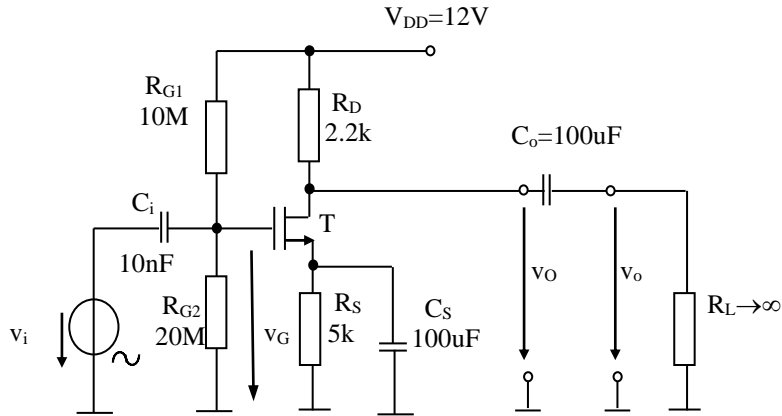 V_DD=12V
R_G1
10M
R_D
2.2k
C_o=100uF
C_i
10nF
T
R_G2
20M
v_G
R_S
5k
C_S
100uF
v_O
v_o
R_L→∞
v_i